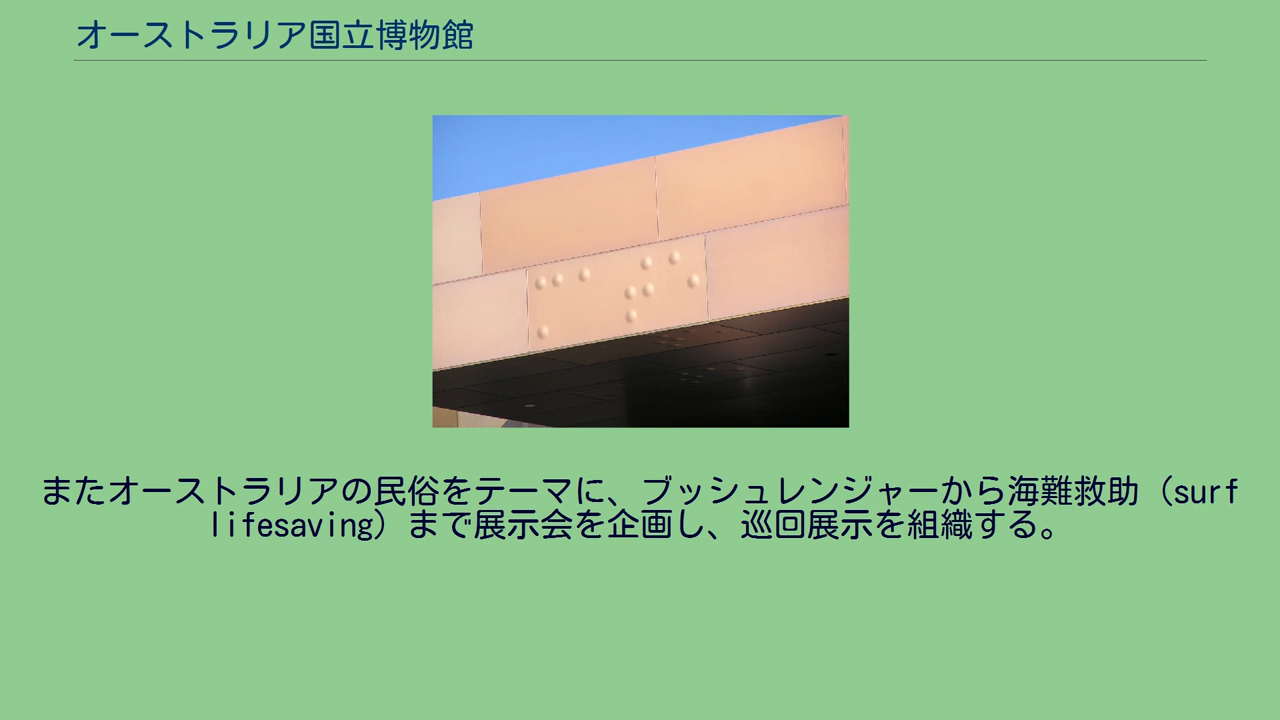 オーストラリア国立博物館
またオーストラリアの民俗をテーマに、ブッシュレンジャーから海難救助（surf
lifesaving）まで展示会を企画し、巡回展示を組織する。